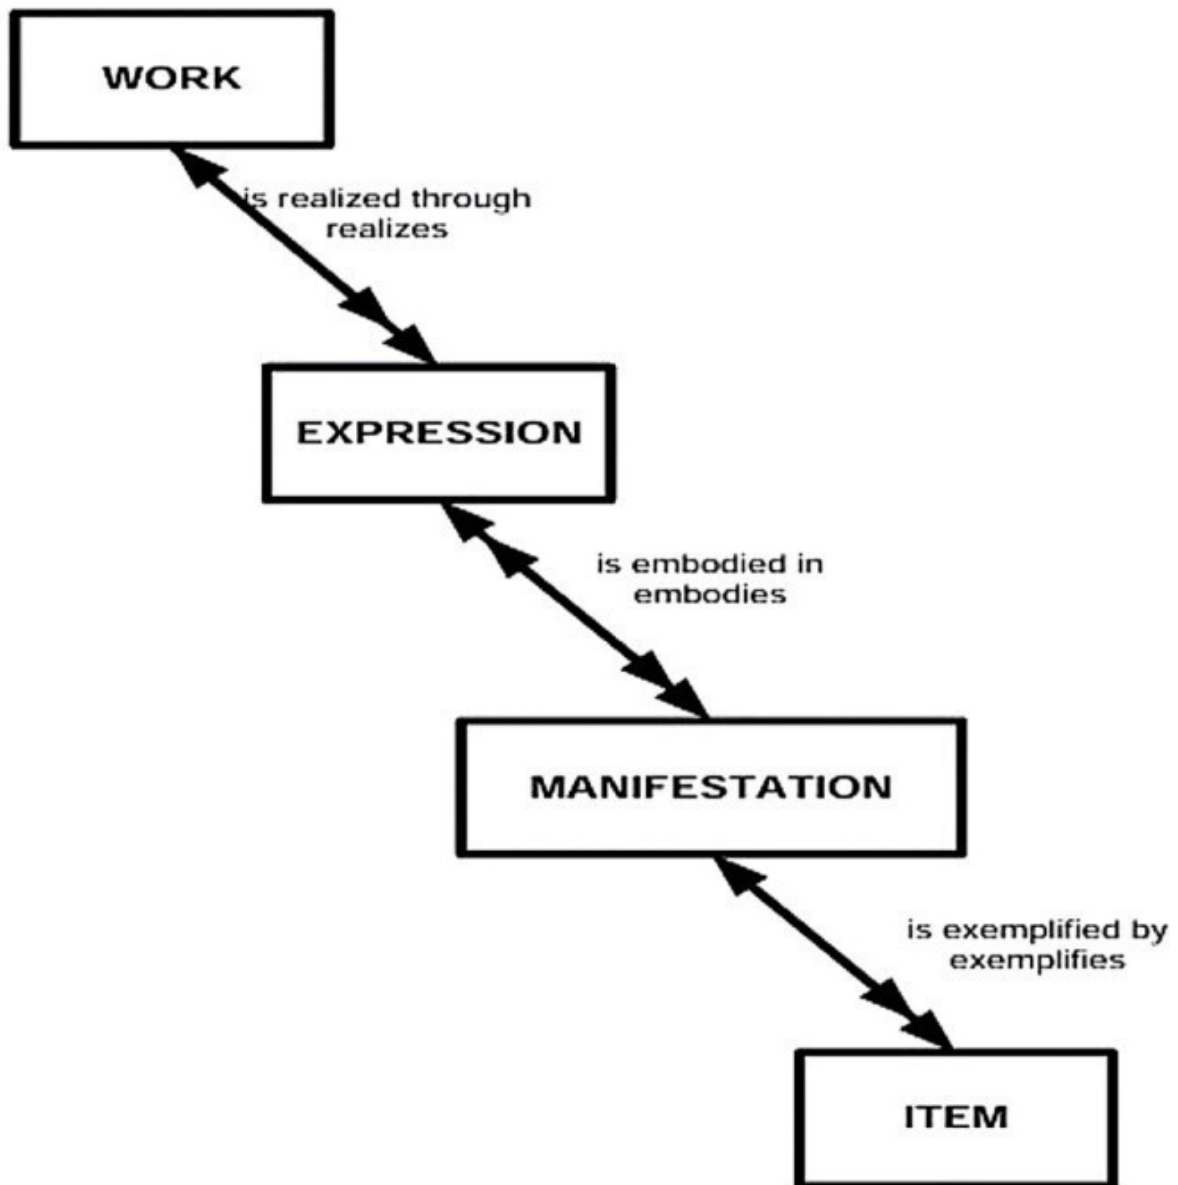 WORK
is realized through
realizes
EXPRESSION
is embodied in
embodies
MANIFESTATION
is exemplified by
exemplifies
ITEM